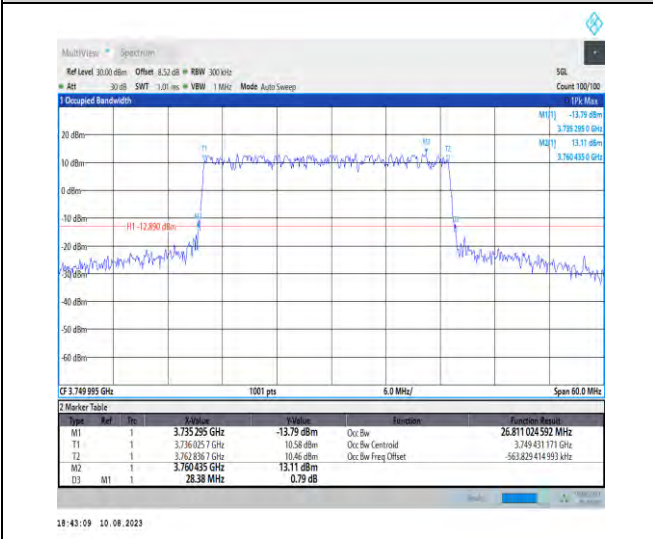 MultiView Spectrum
Ref Level 30.00 dBm Offset 8.52 dB RBW 300 kHz SGL
Att 30 dB SWT 1.01 ms VBW 1 MHz Mode Auto Sweep Count 100/100
1 Occupied Bandwidth 1Pk Max
M1[1] -13.79 dBm
3.735 295 0 GHz
M2[1] 13.11 dBm
3.760 435 0 GHz
20 dBm
M2
T1 T2
10 dBm
0 dBm
-10 dBm
H1 -12.890 dBm
-20 dBm
-30 dBm
-40 dBm
-50 dBm
-60 dBm
CF 3.749 995 GHz 1001 pts 6.0 MHz/ Span 60.0 MHz
2 Marker Table
Type Ref Trc X-Value Y-Value Function Function Result
M1 1 3.735 295 GHz -13.79 dBm Occ Bw 26.811 024 592 MHz
T1 1 3.736 025 7 GHz 10.58 dBm Occ Bw Centroid 3.749 431 171 GHz
T2 1 3.762 836 7 GHz 10.46 dBm Occ Bw Freq Offset -563.829 414 993 kHz
M2 1 3.760 435 GHz 13.11 dBm
D3 M1 1 28.38 MHz 0.79 dB
18:43:09 10.08.2023